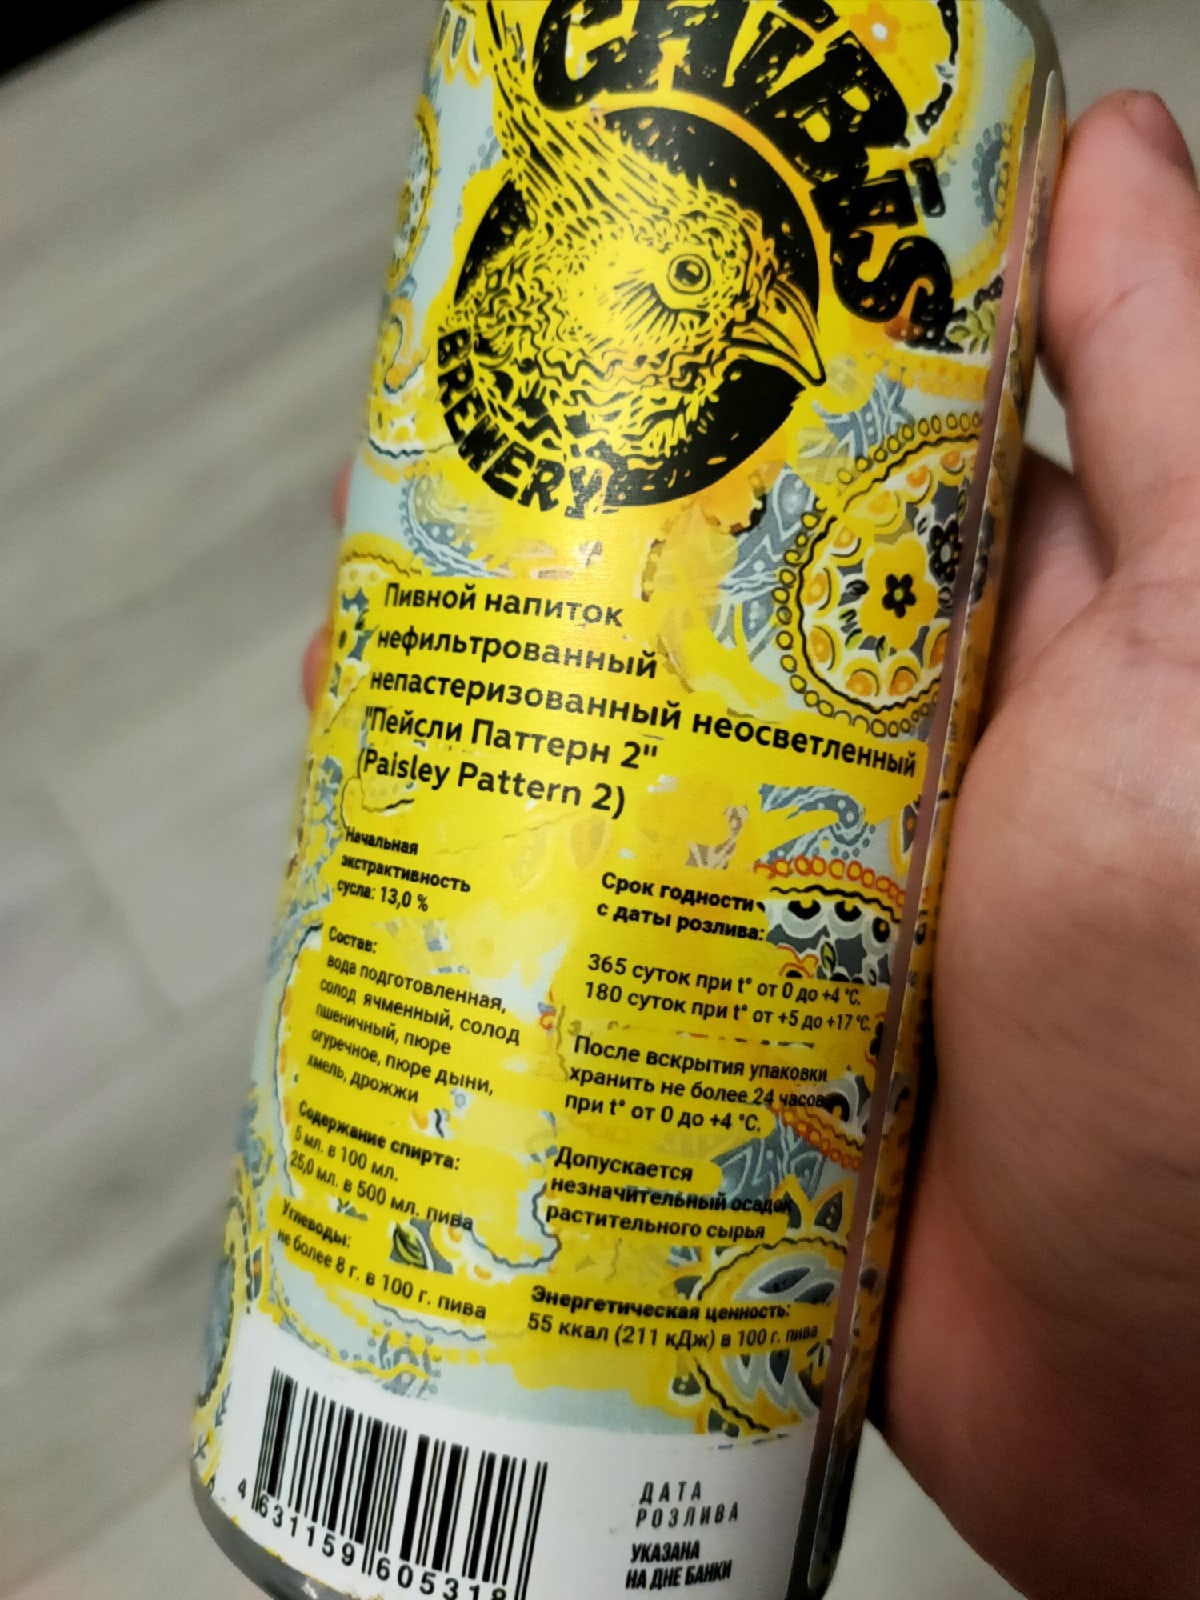 CHIBIS
BREWERY
Пивной напиток
нефильтрованный
непастеризованный неосветленный
"Пейсли Паттерн 2"
(Paisley Pattern 2)
Начальная
экстрактивность
сусла: 13,0 %
Состав:
вода подготовленная,
солод ячменный, солод
пшеничный, пюре
огуречное, пюре дыни,
хмель, дрожжи
Содержание спирта:
5 мл. в 100 мл.
25,0 мл. в 500 мл. пива
Углеводы:
не более 8 г. в 100 г. пива
Срок годности
с даты розлива:
365 суток при t° от 0 до +4 °C.
180 суток при t° от +5 до +17 °C.
После вскрытия упаковки
хранить не более 24 часов
при t° от 0 до +4 °C.
Допускается
незначительный осадок
растительного сырья
Энергетическая ценность:
55 ккал (211 кДж) в 100 г. пива
4 631159 605318
ДАТА
РОЗЛИВА
УКАЗАНА
НА ДНЕ БАНКИ